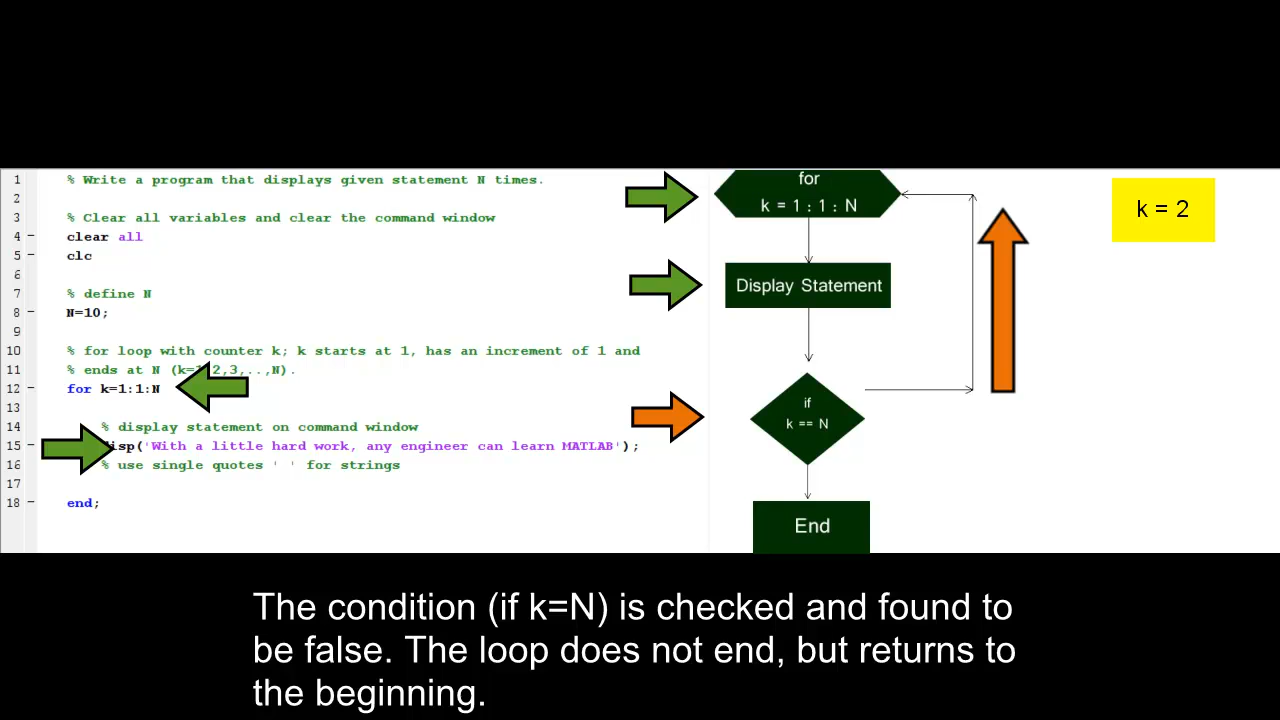 1 % Write a program that displays given statement N times.
2
3 % Clear all variables and clear the command window
4 – clear all
5 – clc
6
7 % define N
8 – N=10;
9
10 % for loop with counter k; k starts at 1, has an increment of 1 and
11 % ends at N (k=1,2,3,..,N).
12 – for k=1:1:N
13
14 % display statement on command window
15 – disp('With a little hard work, any engineer can learn MATLAB');
16 % use single quotes ' ' for strings
17
18 – end;
for
k = 1 : 1 : N
Display Statement
if
k == N
End
k = 2
The condition (if k=N) is checked and found to
be false. The loop does not end, but returns to
the beginning.